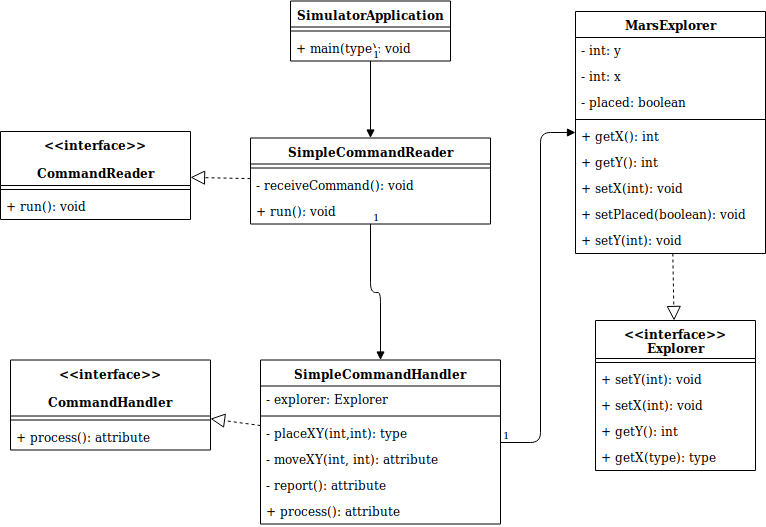 SimulatorApplication
+ main(type): void
1
MarsExplorer
- int: y
- int: x
- placed: boolean
+ getX(): int
+ getY(): int
+ setX(int): void
+ setPlaced(boolean): void
+ setY(int): void
<<interface>>
CommandReader
+ run(): void
SimpleCommandReader
- receiveCommand(): void
+ run(): void
1
<<interface>>
Explorer
+ setY(int): void
+ setX(int): void
+ getY(): int
+ getX(type): type
<<interface>>
CommandHandler
+ process(): attribute
SimpleCommandHandler
- explorer: Explorer
- placeXY(int,int): type
- moveXY(int, int): attribute
- report(): attribute
+ process(): attribute
1